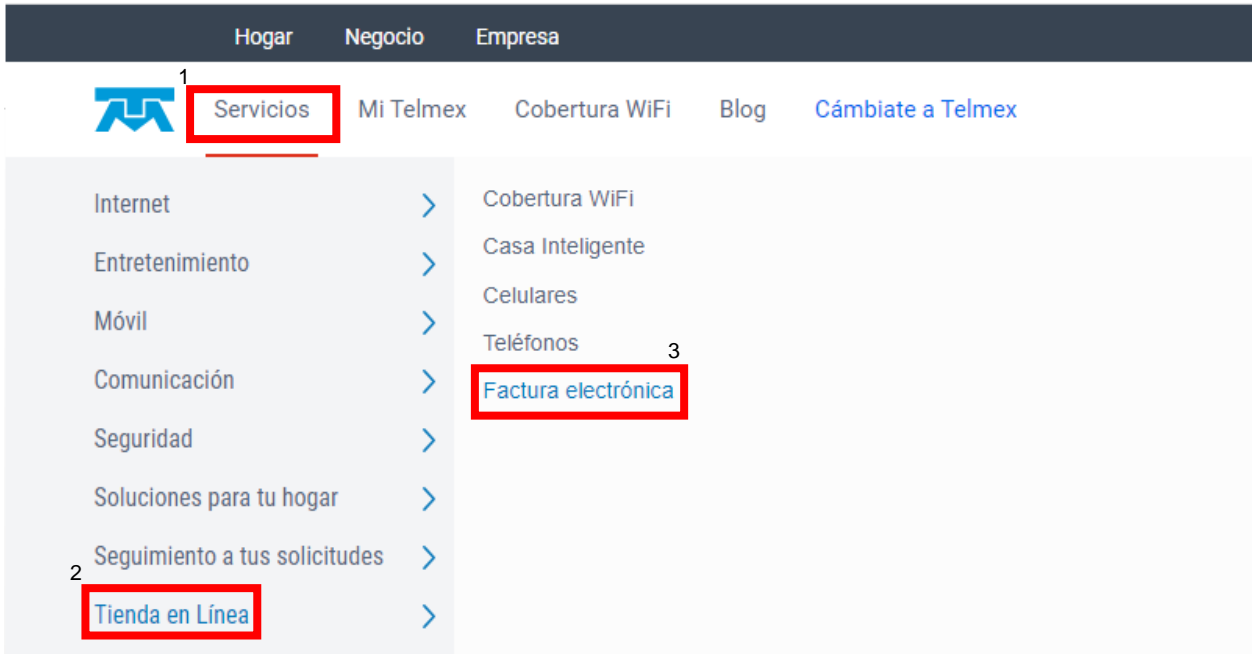 Hogar Negocio Empresa
1
Servicios Mi Telmex Cobertura WiFi Blog Cámbiate a Telmex
Internet
Entretenimiento
Móvil
Comunicación
Seguridad
Soluciones para tu hogar
Seguimiento a tus solicitudes
2
Tienda en Línea
Cobertura WiFi
Casa Inteligente
Celulares
Teléfonos
3
Factura electrónica